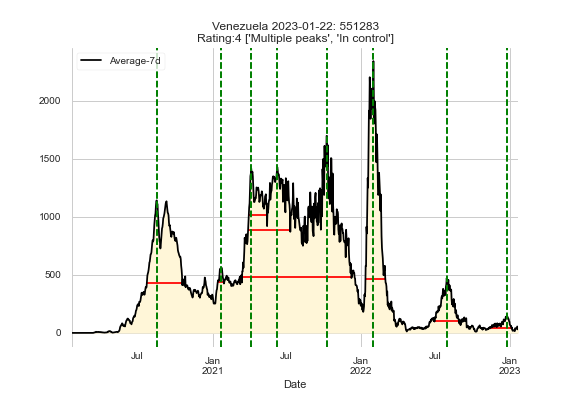 Venezuela 2023-01-22: 551283
Rating:4 ['Multiple peaks', 'In control']
Average-7d
2000
1500
1000
500
0
Jul
Jan
2021
Jul
Jan
2022
Jul
Jan
2023
Date